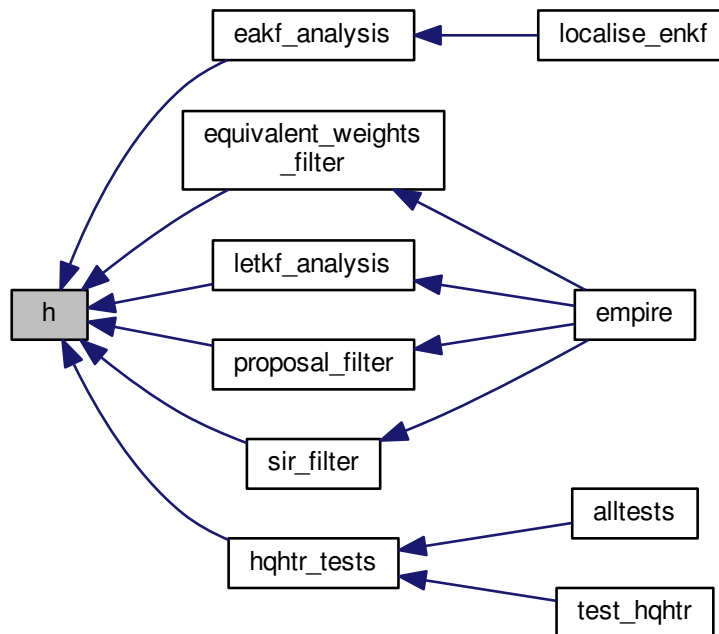 eakf_analysis
localise_enkf
equivalent_weights
_filter
letkf_analysis
h
empire
proposal_filter
sir_filter
alltests
hqhtr_tests
test_hqhtr